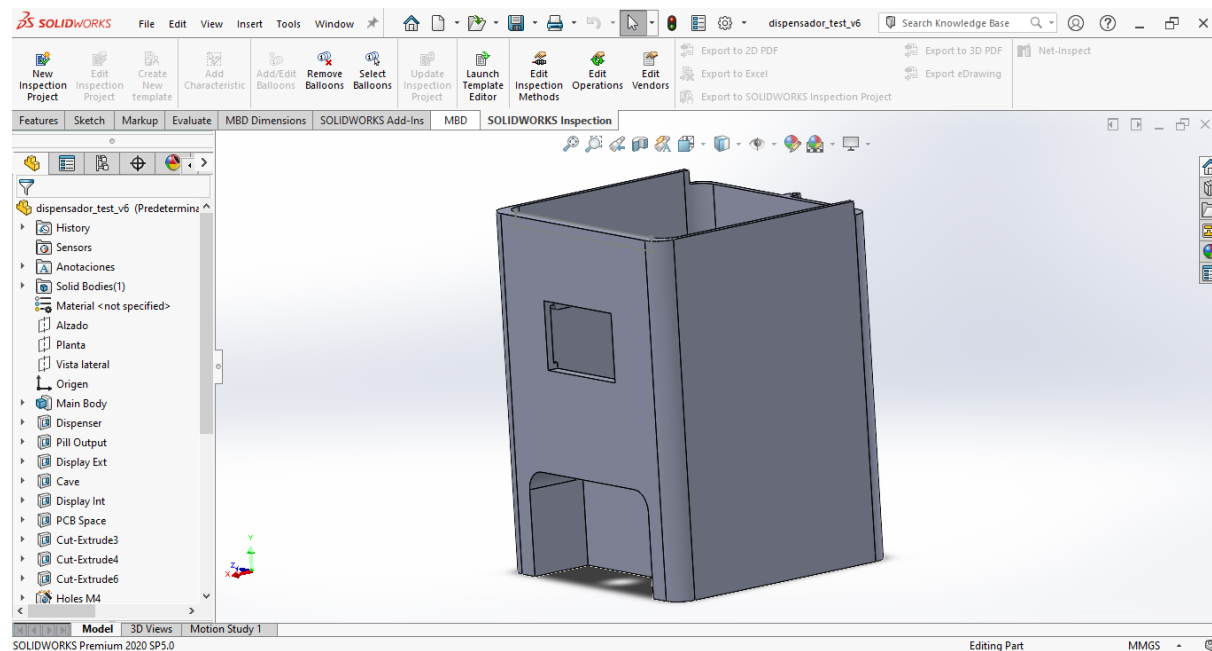 SOLIDWORKS File Edit View Insert Tools Window dispensador_test_v6 Search Knowledge Base
New Inspection Project
Edit Inspection Project
Create New template
Add Characteristic
Add/Edit Balloons
Remove Balloons
Select Balloons
Update Inspection Project
Launch Template Editor
Edit Inspection Methods
Edit Operations
Edit Vendors
Export to 2D PDF
Export to Excel
Export to SOLIDWORKS Inspection Project
Export to 3D PDF
Export eDrawing
Net-Inspect
Features Sketch Markup Evaluate MBD Dimensions SOLIDWORKS Add-Ins MBD SOLIDWORKS Inspection
dispensador_test_v6 (Predetermina
History
Sensors
Anotaciones
Solid Bodies(1)
Material <not specified>
Alzado
Planta
Vista lateral
Origen
Main Body
Dispenser
Pill Output
Display Ext
Cave
Display Int
PCB Space
Cut-Extrude3
Cut-Extrude4
Cut-Extrude6
Holes M4
Y
Z
X
Model 3D Views Motion Study 1
SOLIDWORKS Premium 2020 SP5.0 Editing Part MMGS